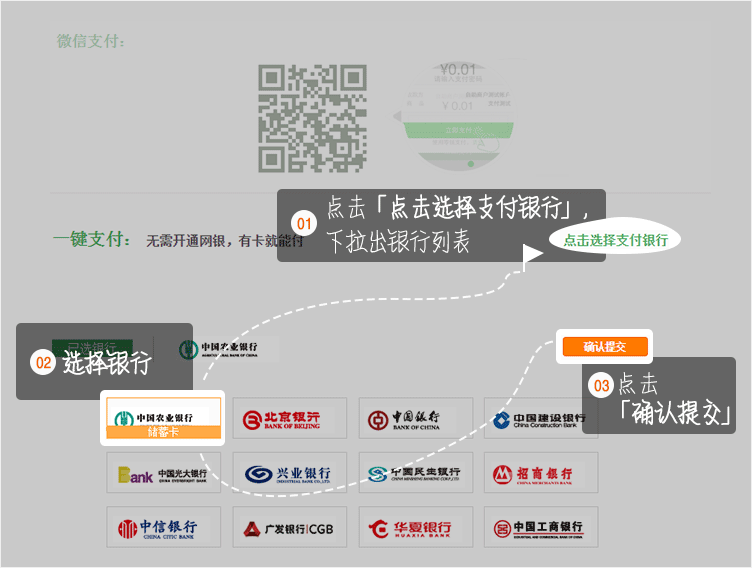 微信支付：
¥0.01
¥0.01
01
点击「点击选择支付银行」,
下拉出银行列表
一键支付：
无需开通网银，有卡就能付
点击选择支付银行
02
选择银行
已选银行
中国农业银行
AGRICULTURAL BANK OF CHINA
确认提交
03
点击
「确认提交」
中国农业银行
储蓄卡
北京银行
BANK OF BEIJING
中国银行
BANK OF CHINA
中国建设银行
China Construction Bank
Bank
中国光大银行
CHINA EVERBRIGHT BANK
兴业银行
INDUSTRIAL BANK CO.,LTD.
中国民生银行
CHINA MINSHENG BANKING CORP.,LTD.
招商银行
CHINA MERCHANTS BANK
中信银行
CHINA CITIC BANK
广发银行|CGB
华夏银行
HUAXIA BANK
中国工商银行
INDUSTRIAL AND COMMERCIAL BANK OF CHINA